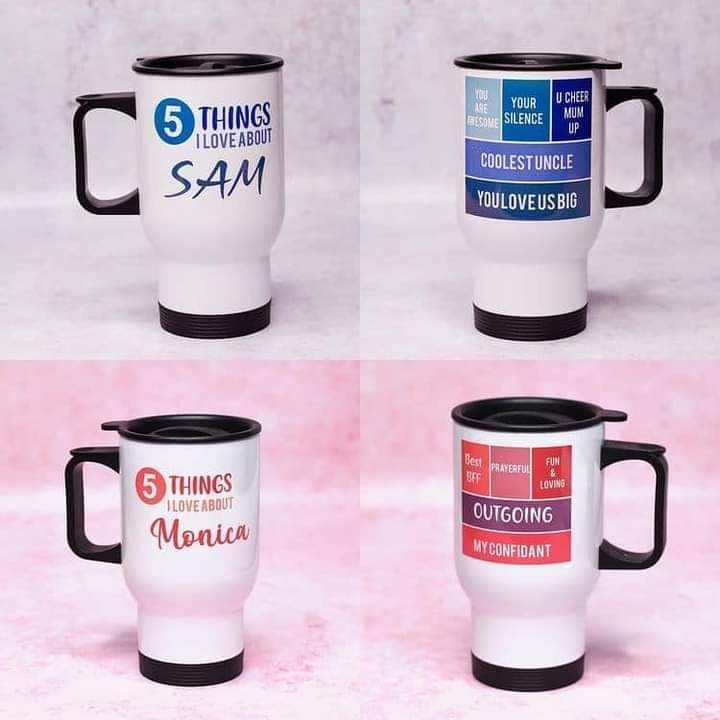 5 THINGS
I LOVE ABOUT
SAM
YOU
ARE
AWESOME
YOUR
SILENCE
U CHEER
MUM
UP
COOLEST UNCLE
YOU LOVE US BIG
5 THINGS
I LOVE ABOUT
Monica
Best
BFF
PRAYERFUL
FUN
&
LOVING
OUTGOING
MY CONFIDANT